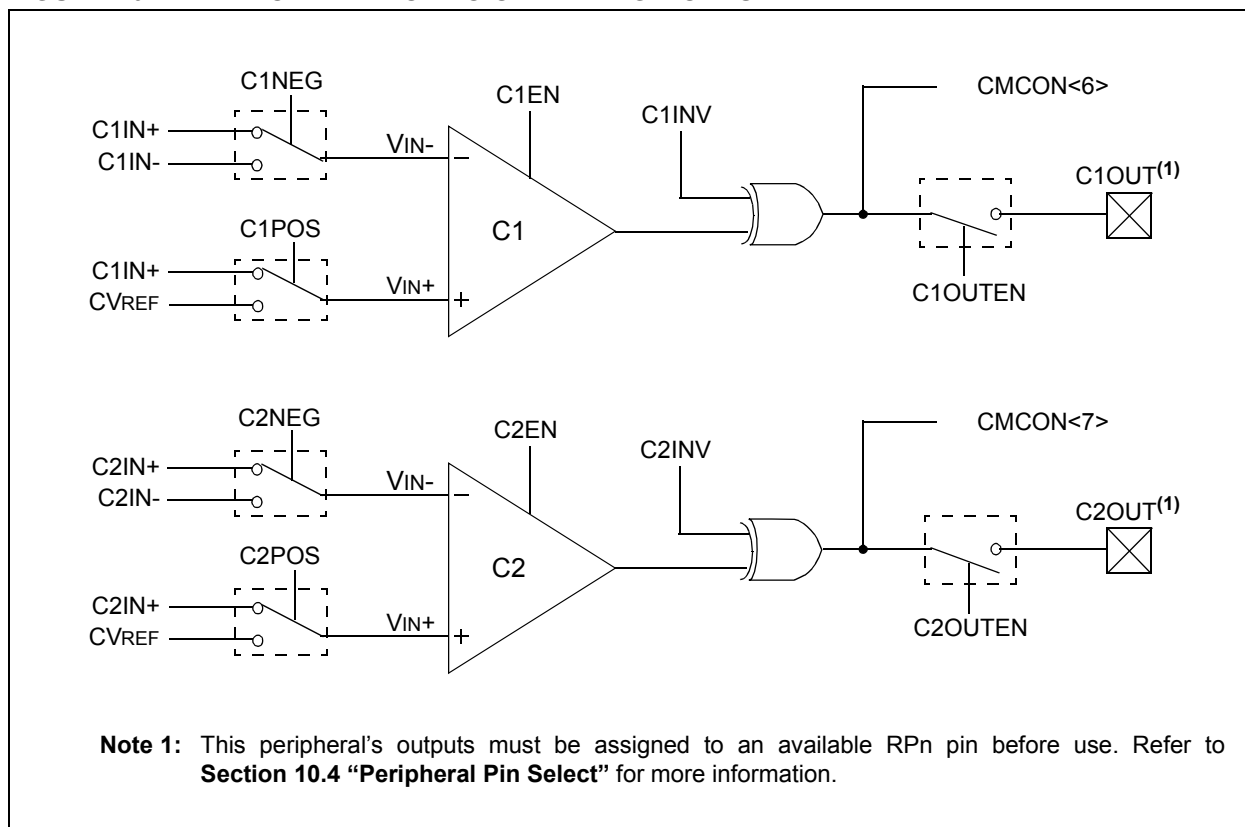 C1NEG
C1EN
C1INV
CMCON<6>
C1IN+
C1IN-
VIN-
–
C1OUT(1)
C1POS
C1
C1IN+
CVREF
VIN+
+
C1OUTEN
C2NEG
C2EN
C2INV
CMCON<7>
C2IN+
C2IN-
VIN-
–
C2OUT(1)
C2POS
C2
C2IN+
CVREF
VIN+
+
C2OUTEN
Note 1: This peripheral’s outputs must be assigned to an available RPn pin before use. Refer to
Section 10.4 “Peripheral Pin Select” for more information.